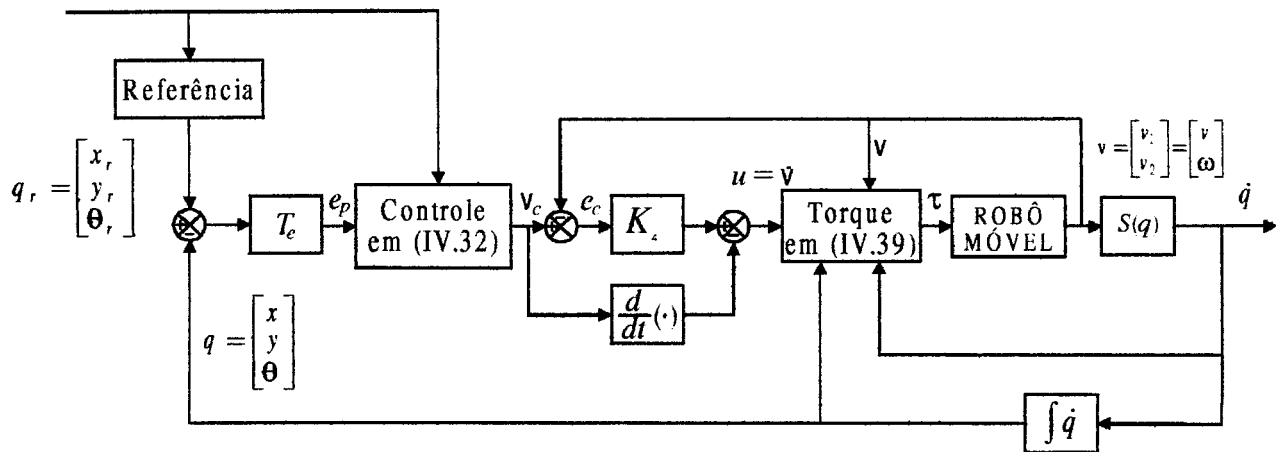 Referência
q_r = [x_r
y_r
θ_r]
T_e
e_p
Controle
em (IV.32)
v_c
e_c
K_4
d/dt (·)
u = v̇
v
Torque
em (IV.39)
τ
ROBÔ
MÓVEL
v = [v_1
v_2] = [v
ω]
S(q)
q̇
q = [x
y
θ]
∫ q̇